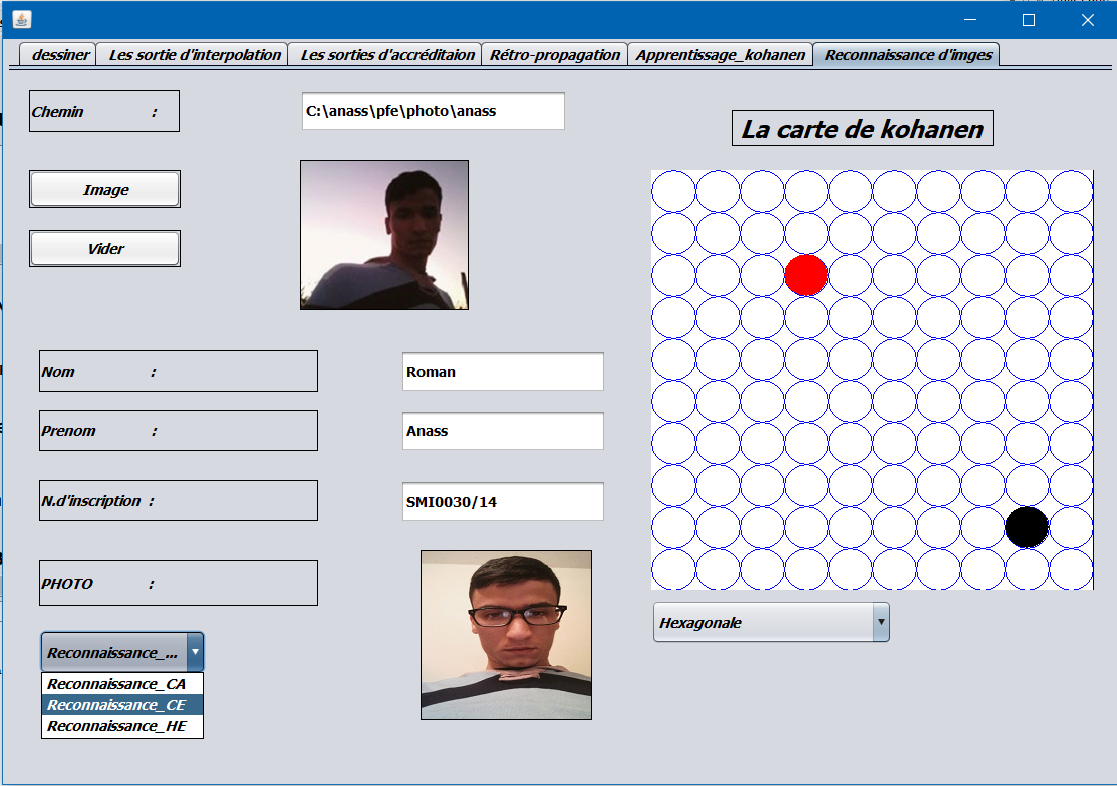 dessiner Les sortie d'interpolation Les sorties d'accréditaion Rétro-propagation Apprentissage_kohanen Reconnaissance d'imges
Chemin : C:\anass\pfe\photo\anass
La carte de kohanen
Image
Vider
Nom : Roman
Prenom : Anass
N.d'inscription : SMI0030/14
PHOTO :
Hexagonale
Reconnaissance_...
Reconnaissance_CA
Reconnaissance_CE
Reconnaissance_HE